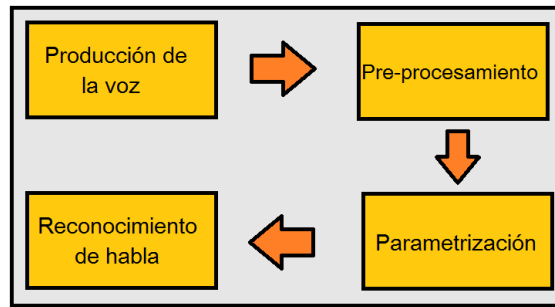 Producción de
la voz
Pre-procesamiento
Parametrización
Reconocimiento
de habla